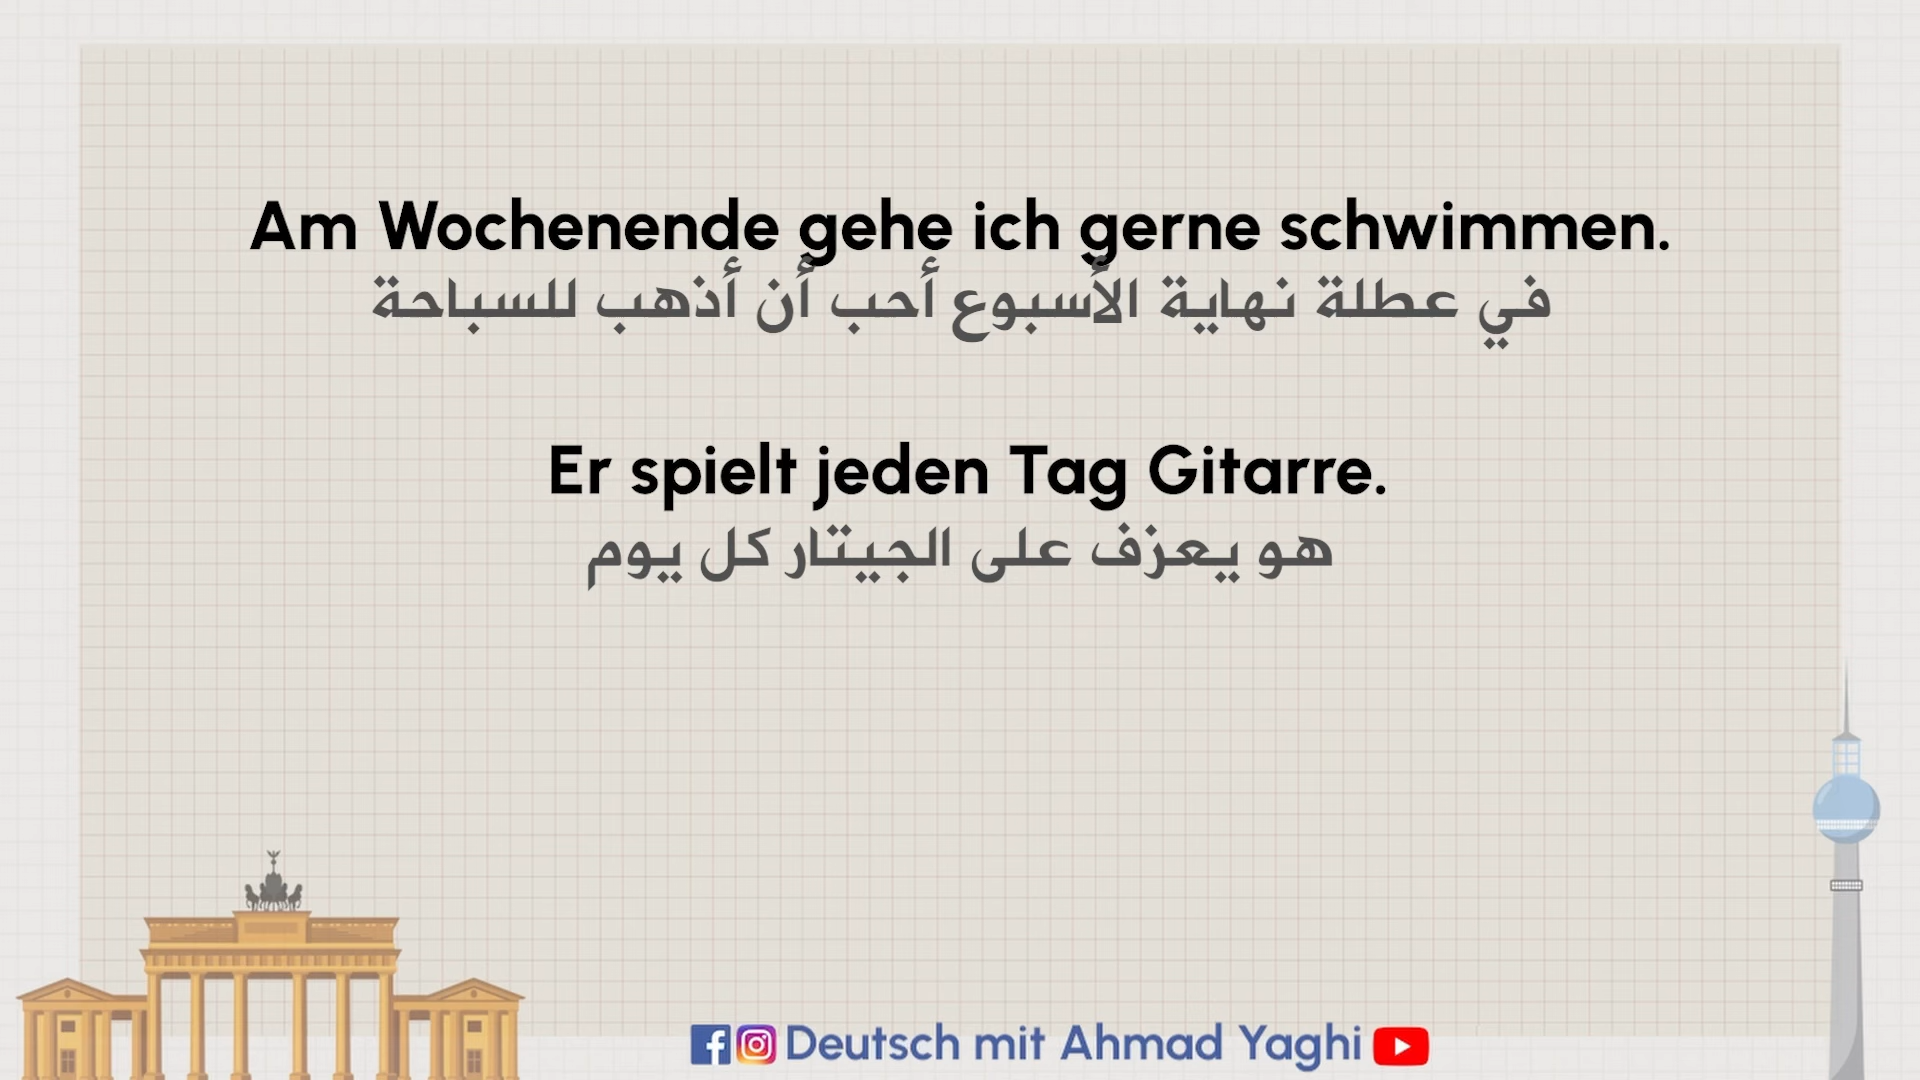 Am Wochenende gehe ich gerne schwimmen.
في عطلة نهاية الأسبوع أحب أن أذهب للسباحة
Er spielt jeden Tag Gitarre.
هو يعزف على الجيتار كل يوم
Deutsch mit Ahmad Yaghi